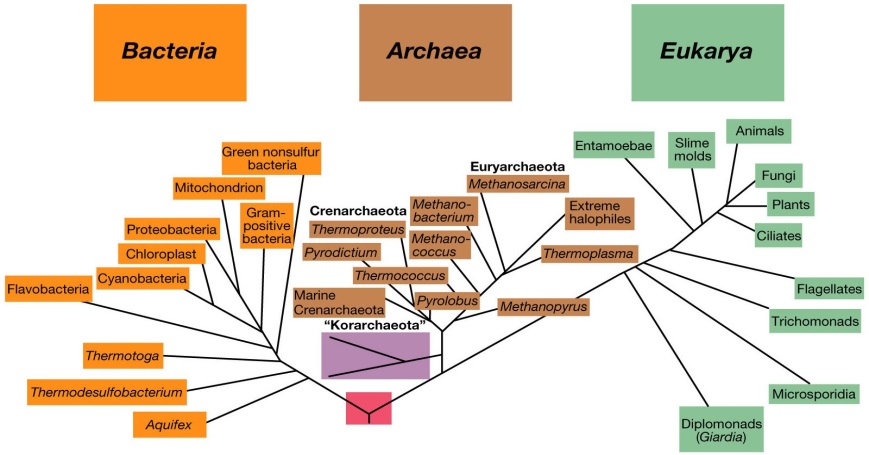 Bacteria
Archaea
Eukarya
Green nonsulfur
bacteria
Mitochondrion
Gram-
positive
bacteria
Proteobacteria
Chloroplast
Cyanobacteria
Flavobacteria
Thermotoga
Thermodesulfobacterium
Aquifex
Crenarchaeota
Thermoproteus
Pyrodictium
Thermococcus
Marine
Crenarchaeota
Pyrolobus
"Korarchaeota"
Euryarchaeota
Methanosarcina
Methano-
bacterium
Methano-
coccus
Extreme
halophiles
Thermoplasma
Methanopyrus
Entamoebae
Slime
molds
Animals
Fungi
Plants
Ciliates
Flagellates
Trichomonads
Microsporidia
Diplomonads
(Giardia)